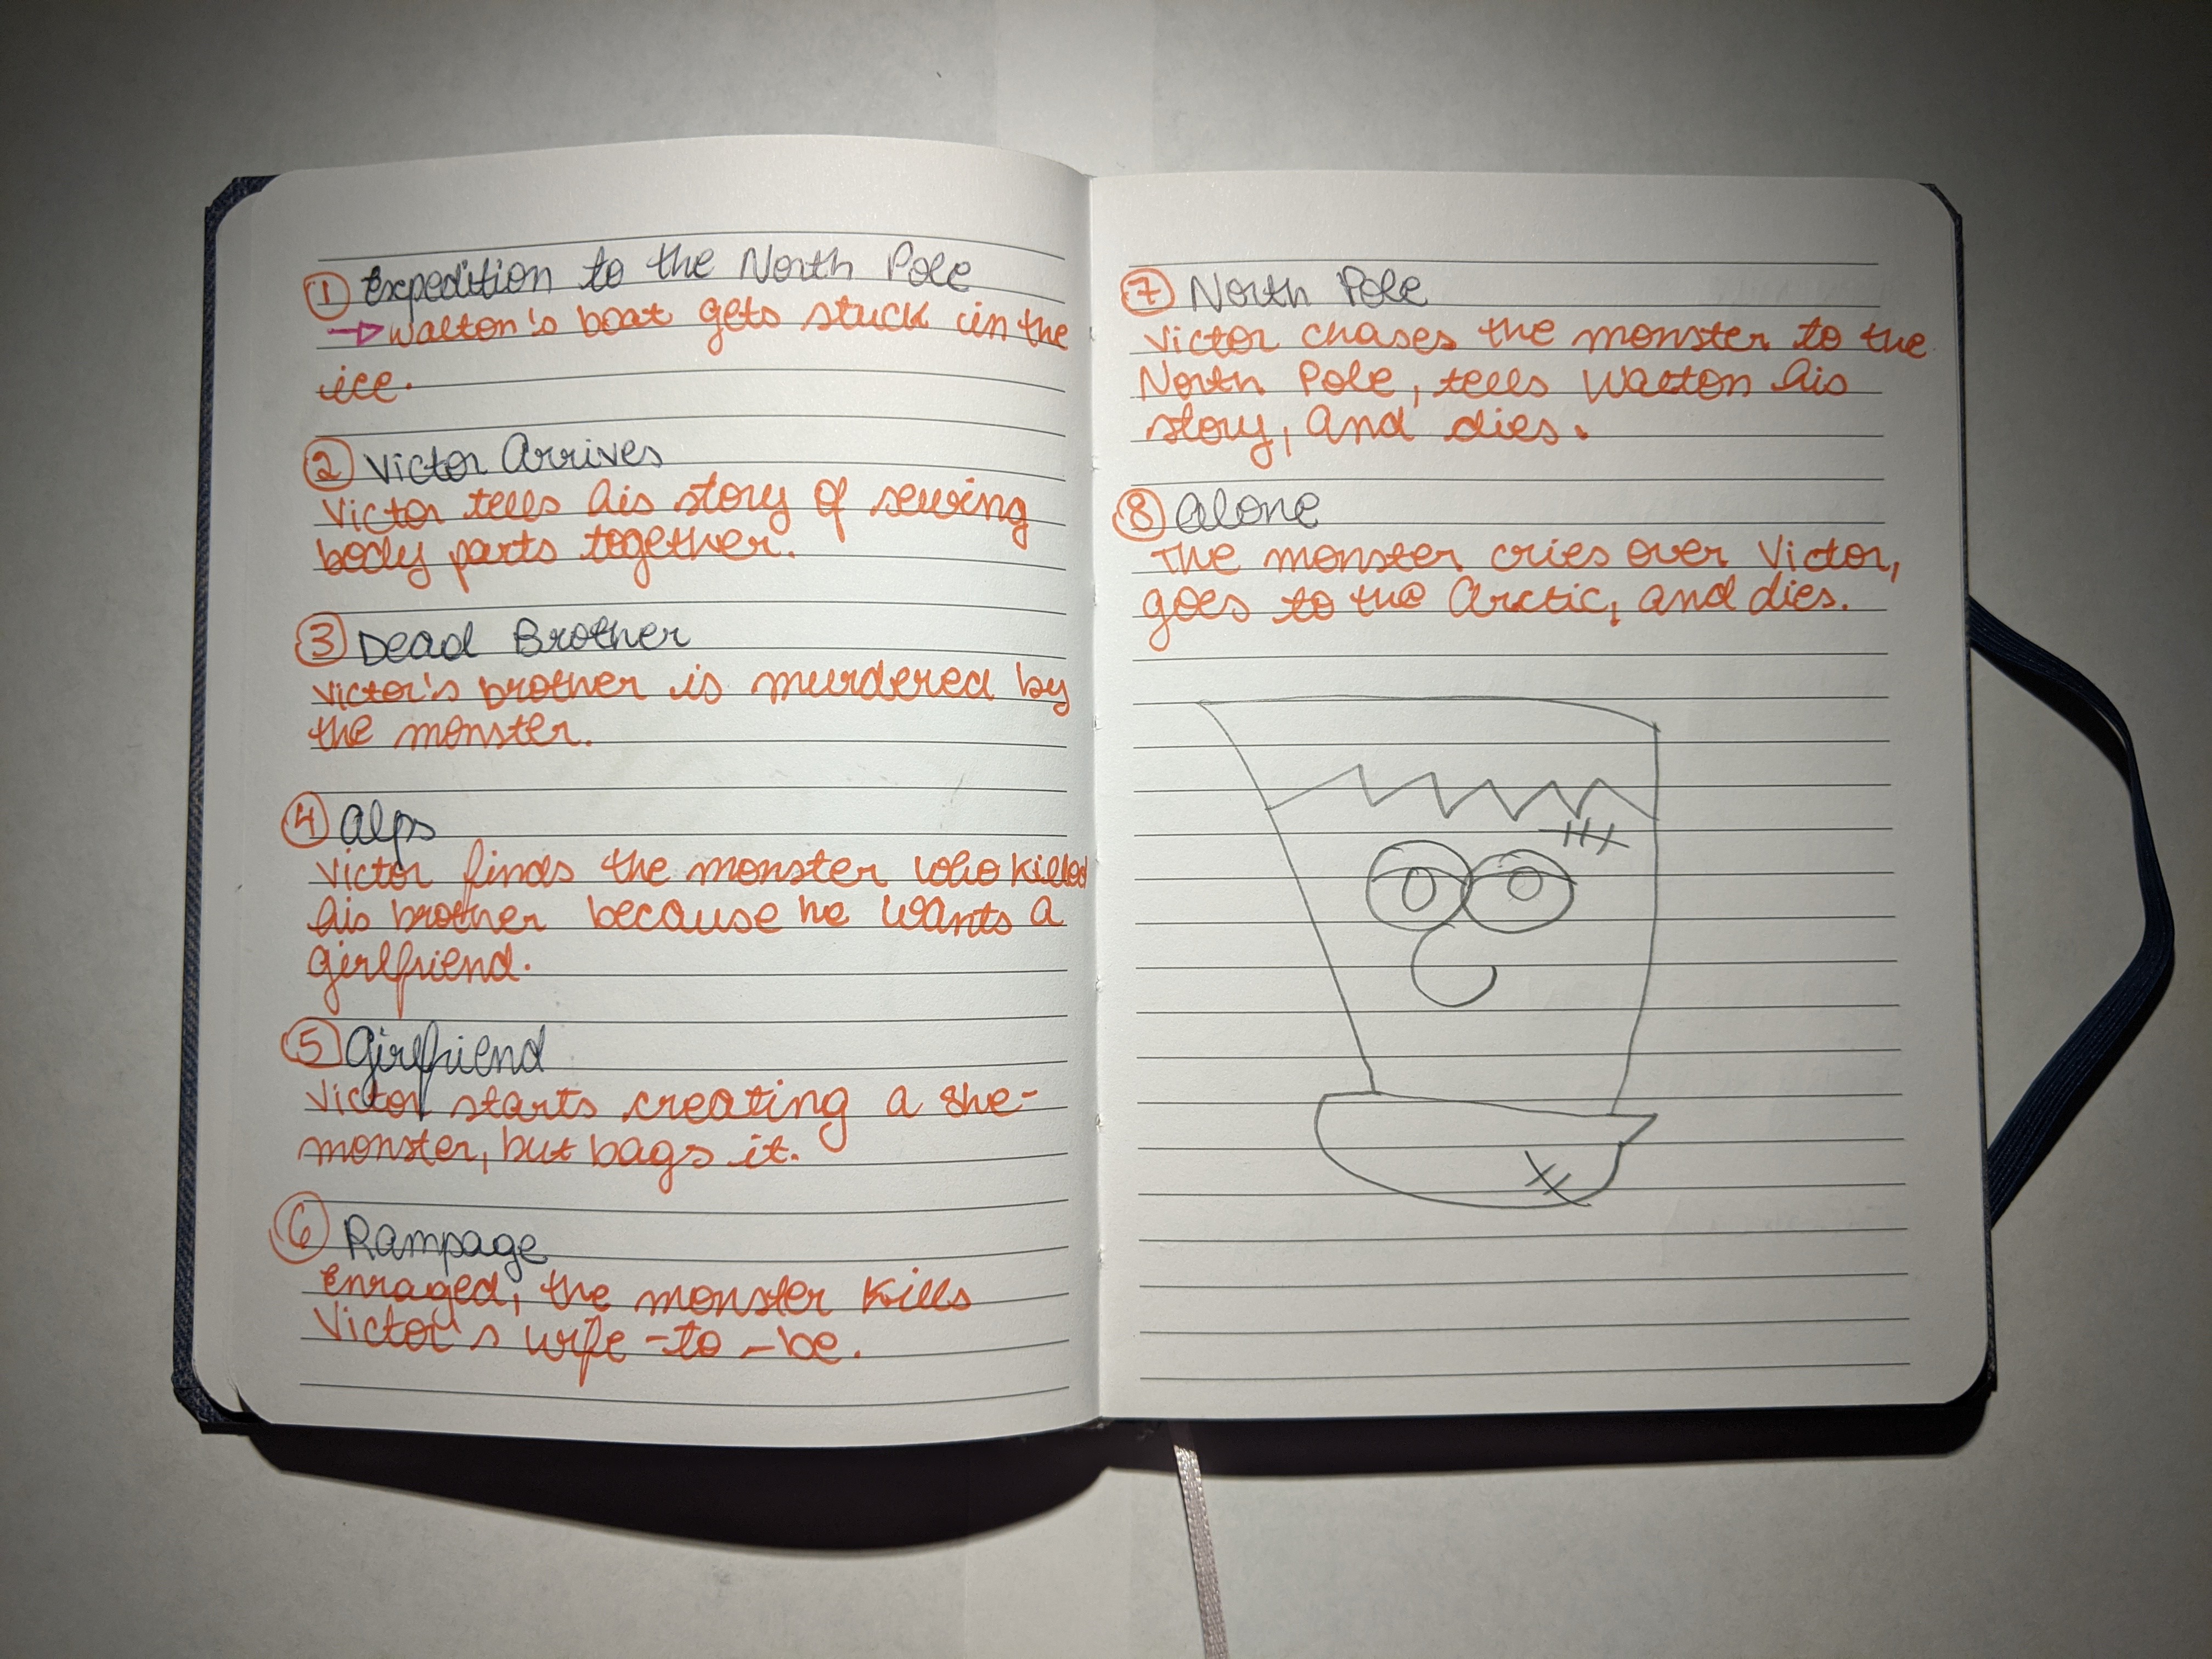 1 Expedition to the North Pole
→ Walton's boat gets stuck in the
ice.
2 Victor Arrives
Victor tells his story of sewing
body parts together.
3 Dead Brother
Victor's brother is murdered by
the monster.
4 Alps
Victor finds the monster who killed
his brother because he wants a
girlfriend.
5 Girlfriend
Victor starts creating a she-
monster, but bags it.
6 Rampage
Enraged, the monster kills
Victor's wife-to-be.
7 North Pole
Victor chases the monster to the
North Pole, tells Walton his
story, and dies.
8 Alone
The monster cries over Victor,
goes to the Arctic, and dies.